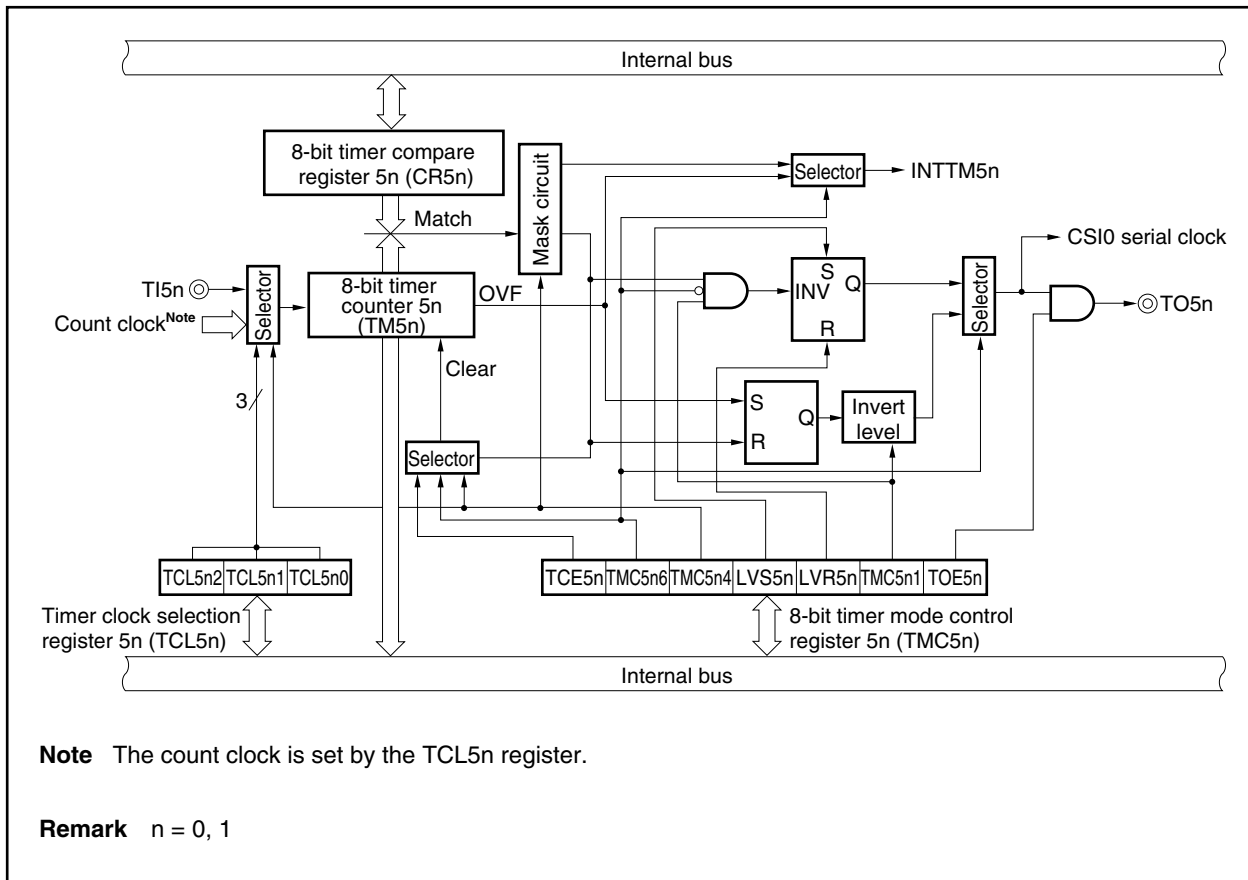 Internal bus
8-bit timer compare
register 5n (CR5n)
Match
Mask circuit
Selector
INTTM5n
CSI0 serial clock
TI5n
Count clockNote
Selector
8-bit timer
counter 5n
(TM5n)
OVF
Clear
S
INV
Q
R
Selector
TO5n
3
S
Q
R
Invert
level
Selector
TCL5n2 TCL5n1 TCL5n0
TCE5n TMC5n6 TMC5n4 LVS5n LVR5n TMC5n1 TOE5n
Timer clock selection
register 5n (TCL5n)
8-bit timer mode control
register 5n (TMC5n)
Internal bus
Note The count clock is set by the TCL5n register.
Remark n = 0, 1